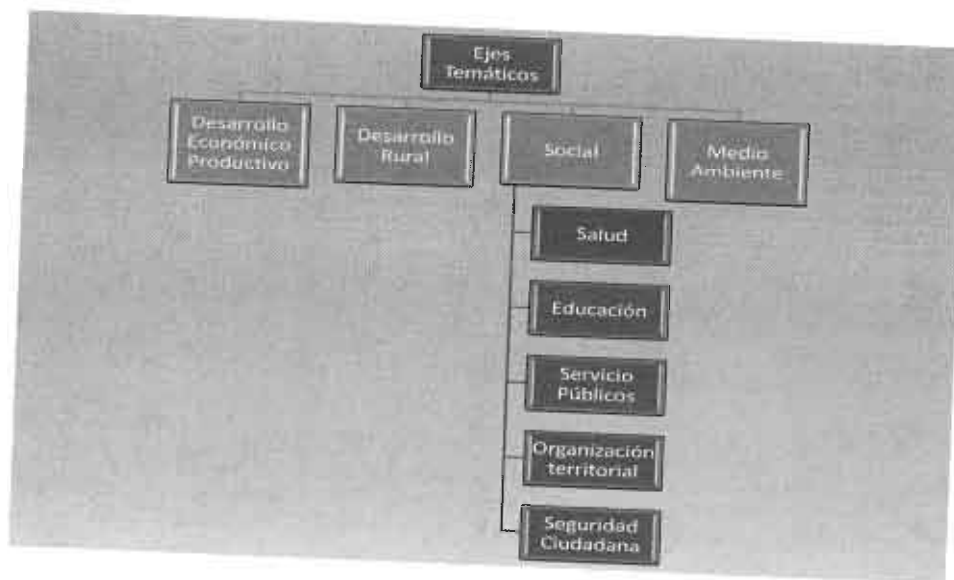 Ejes
Temáticos
Desarrollo
Económico
Productivo
Desarrollo
Rural
Social
Medio
Ambiente
Salud
Educación
Servicio
Públicos
Organización
territorial
Seguridad
Ciudadana